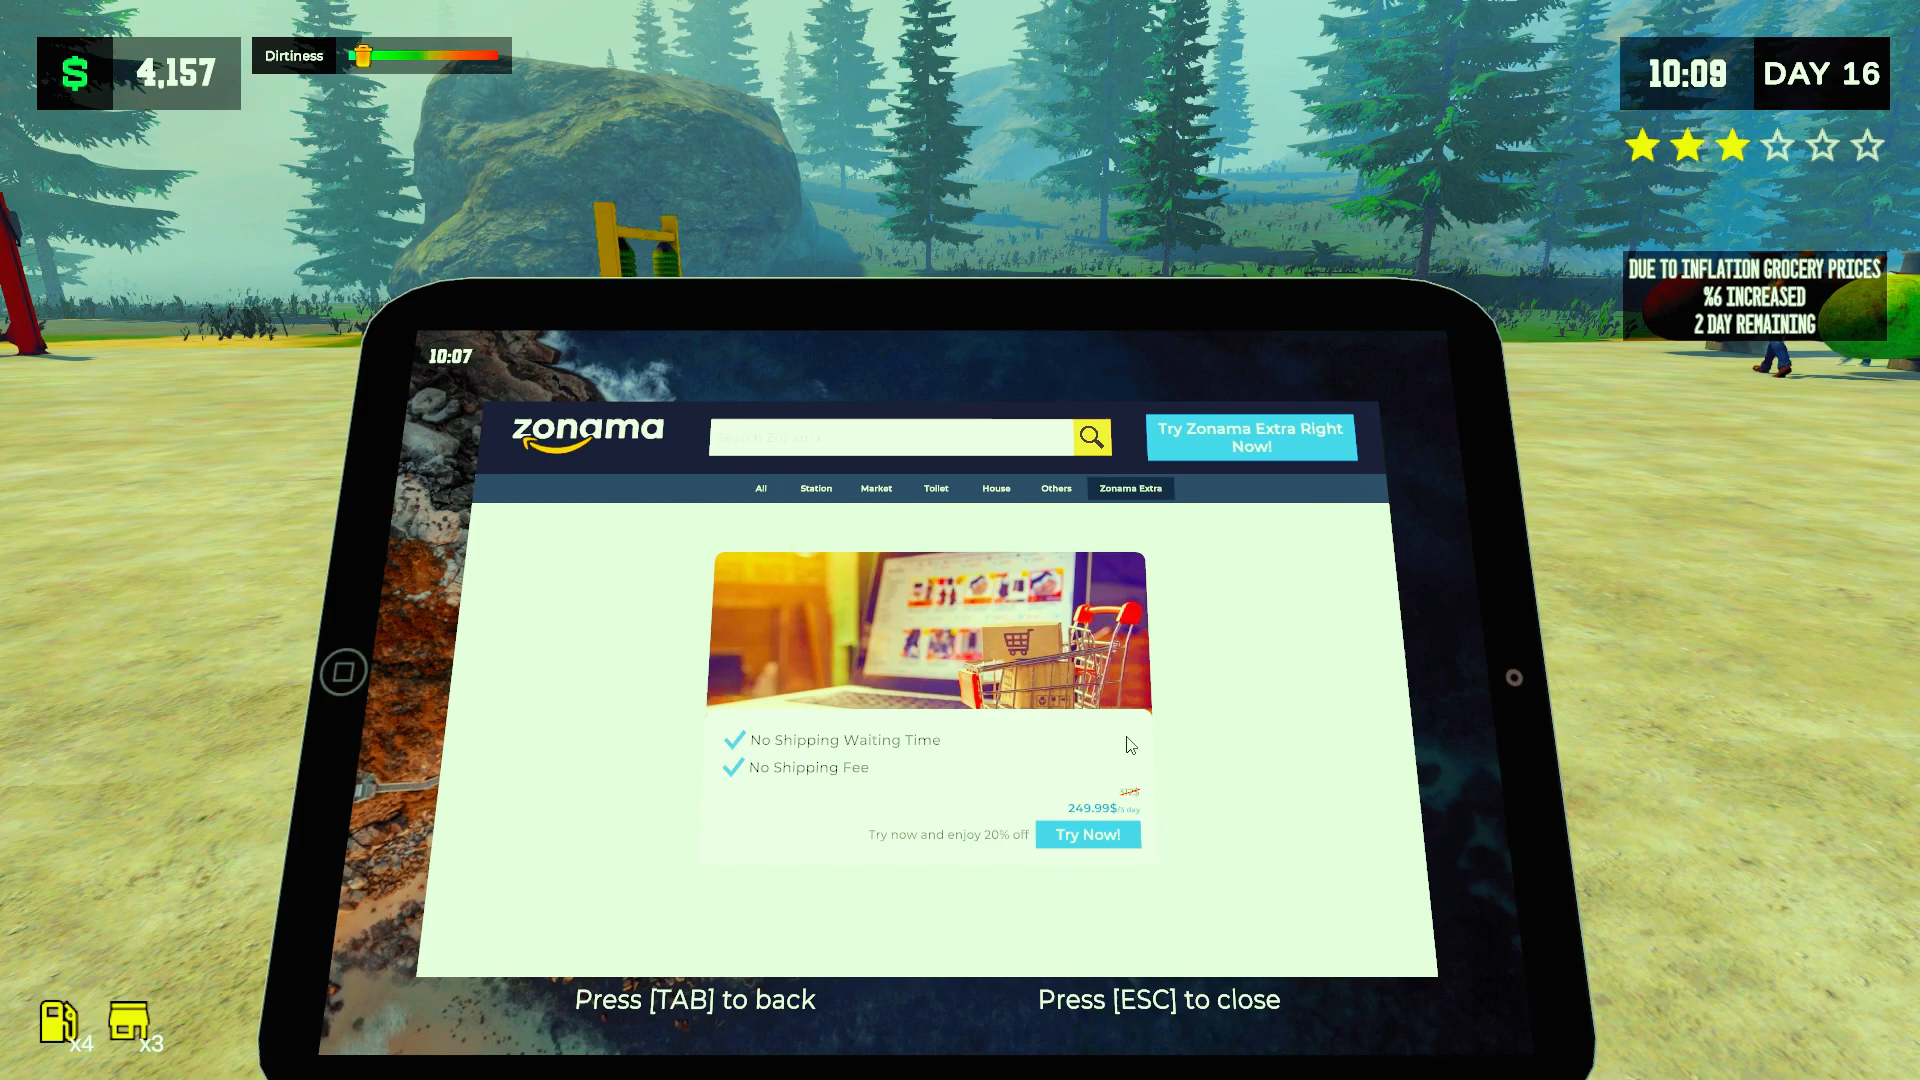 $ 4,157
Dirtiness
10:09
DAY 16
DUE TO INFLATION GROCERY PRICES
%6 INCREASED
2 DAY REMAINING
10:07
zonama
Search Zonama
Try Zonama Extra Right
Now!
All
Station
Market
Toilet
House
Others
Zonama Extra
No Shipping Waiting Time
No Shipping Fee
249.99$
Try now and enjoy 20% off
Try Now!
Press [TAB] to back
Press [ESC] to close
x4
x3